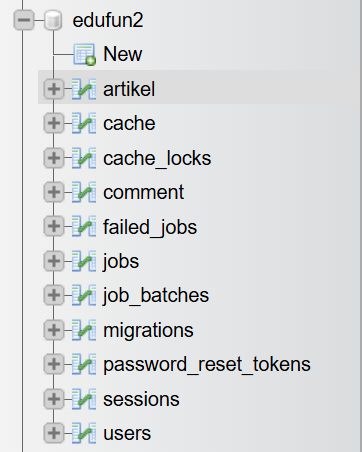 edufun2
New
artikel
cache
cache_locks
comment
failed_jobs
jobs
job_batches
migrations
password_reset_tokens
sessions
users